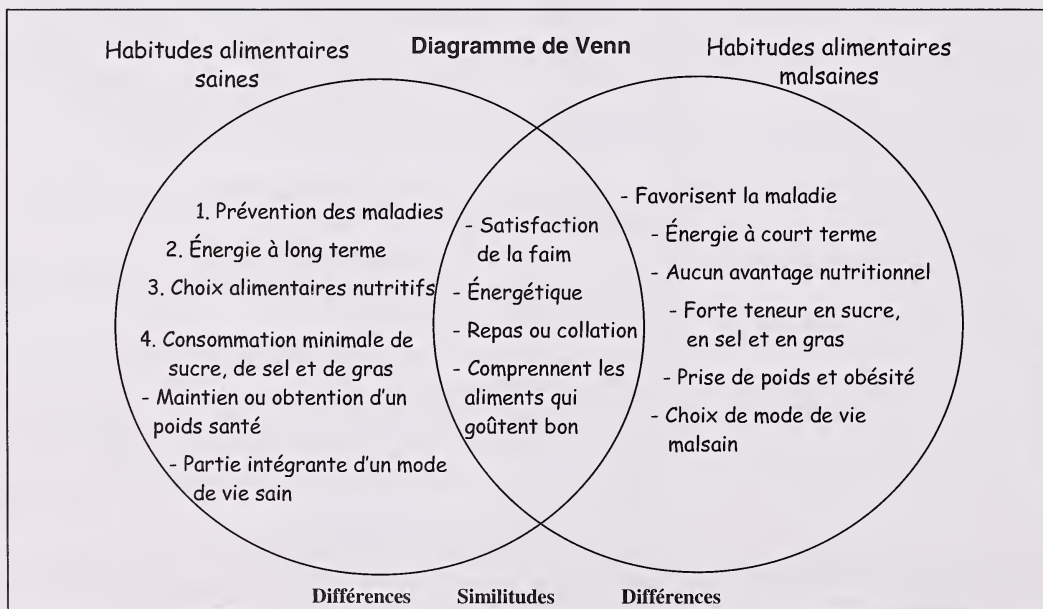 Diagramme de Venn
Habitudes alimentaires
saines
Habitudes alimentaires
malsaines
1. Prévention des maladies
2. Énergie à long terme
3. Choix alimentaires nutritifs
4. Consommation minimale de
sucre, de sel et de gras
- Maintien ou obtention d'un
poids santé
- Partie intégrante d'un mode
de vie sain
- Satisfaction
de la faim
- Énergétique
- Repas ou collation
- Comprennent les
aliments qui
goûtent bon
- Favorisent la maladie
- Énergie à court terme
- Aucun avantage nutritionnel
- Forte teneur en sucre,
en sel et en gras
- Prise de poids et obésité
- Choix de mode de vie
malsain
Différences
Similitudes
Différences